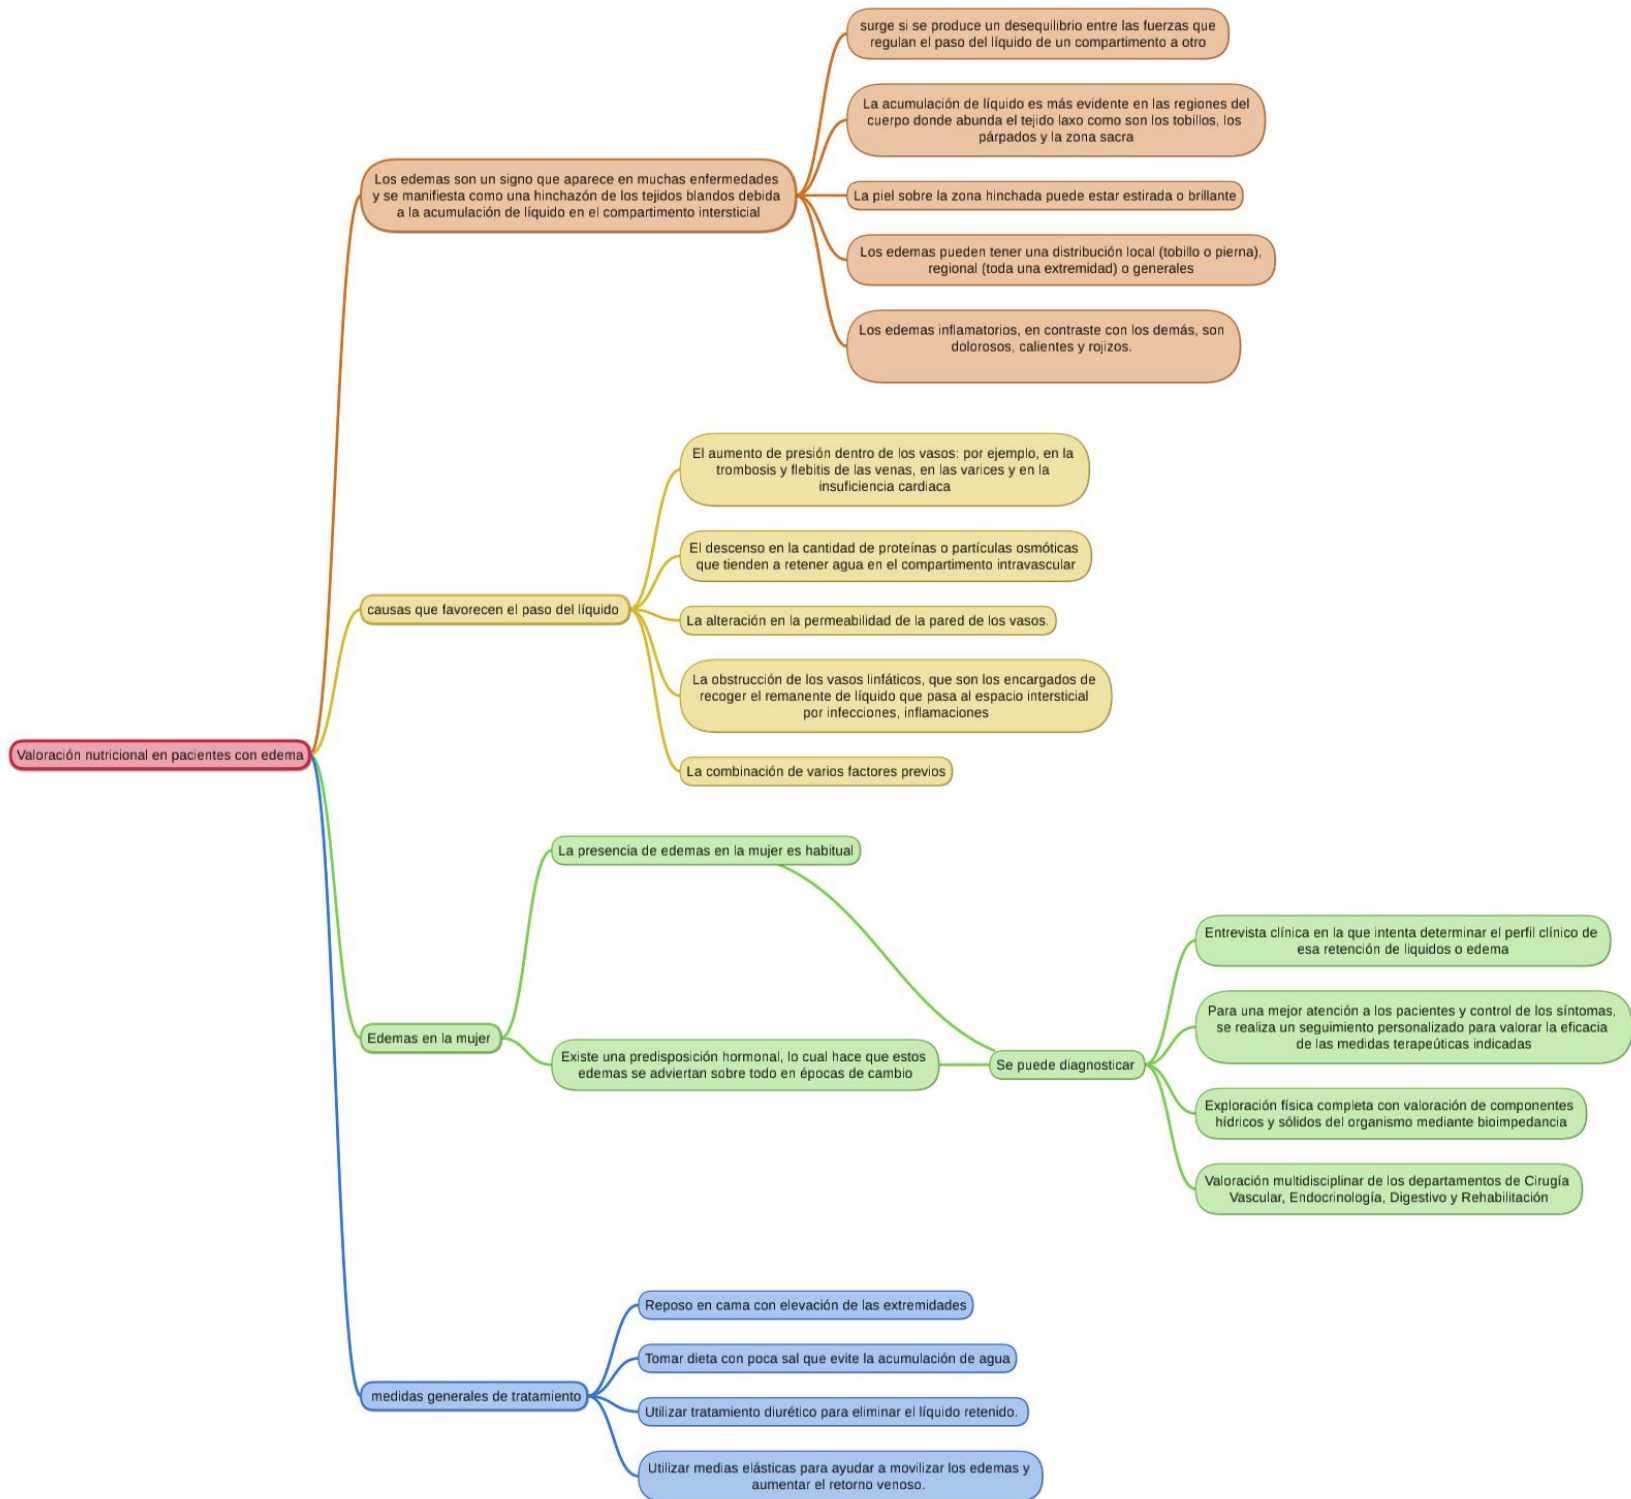 surge si se produce un desequilibrio entre las fuerzas que
regulan el paso del líquido de un compartimento a otro
La acumulación de líquido es más evidente en las regiones del
cuerpo donde abunda el tejido laxo como son los tobillos, los
párpados y la zona sacra
Los edemas son un signo que aparece en muchas enfermedades
y se manifiesta como una hinchazón de los tejidos blandos debida
a la acumulación de líquido en el compartimento intersticial
La piel sobre la zona hinchada puede estar estirada o brillante
Los edemas pueden tener una distribución local (tobillo o pierna),
regional (toda una extremidad) o generales
Los edemas inflamatorios, en contraste con los demás, son
dolorosos, calientes y rojizos.
El aumento de presión dentro de los vasos: por ejemplo, en la
trombosis y flebitis de las venas, en las varices y en la
insuficiencia cardiaca
El descenso en la cantidad de proteínas o partículas osmóticas
que tienden a retener agua en el compartimento intravascular
causas que favorecen el paso del líquido
La alteración en la permeabilidad de la pared de los vasos.
La obstrucción de los vasos linfáticos, que son los encargados de
recoger el remanente de líquido que pasa al espacio intersticial
por infecciones, inflamaciones
Valoración nutricional en pacientes con edema
La combinación de varios factores previos
La presencia de edemas en la mujer es habitual
Entrevista clínica en la que intenta determinar el perfil clínico de
esa retención de liquidos o edema
Para una mejor atención a los pacientes y control de los síntomas,
se realiza un seguimiento personalizado para valorar la eficacia
de las medidas terapeúticas indicadas
Edemas en la mujer
Existe una predisposición hormonal, lo cual hace que estos
edemas se adviertan sobre todo en épocas de cambio
Se puede diagnosticar
Exploración física completa con valoración de componentes
hídricos y sólidos del organismo mediante bioimpedancia
Valoración multidisciplinar de los departamentos de Cirugía
Vascular, Endocrinología, Digestivo y Rehabilitación
Reposo en cama con elevación de las extremidades
Tomar dieta con poca sal que evite la acumulación de agua
medidas generales de tratamiento
Utilizar tratamiento diurético para eliminar el líquido retenido.
Utilizar medias elásticas para ayudar a movilizar los edemas y
aumentar el retorno venoso.